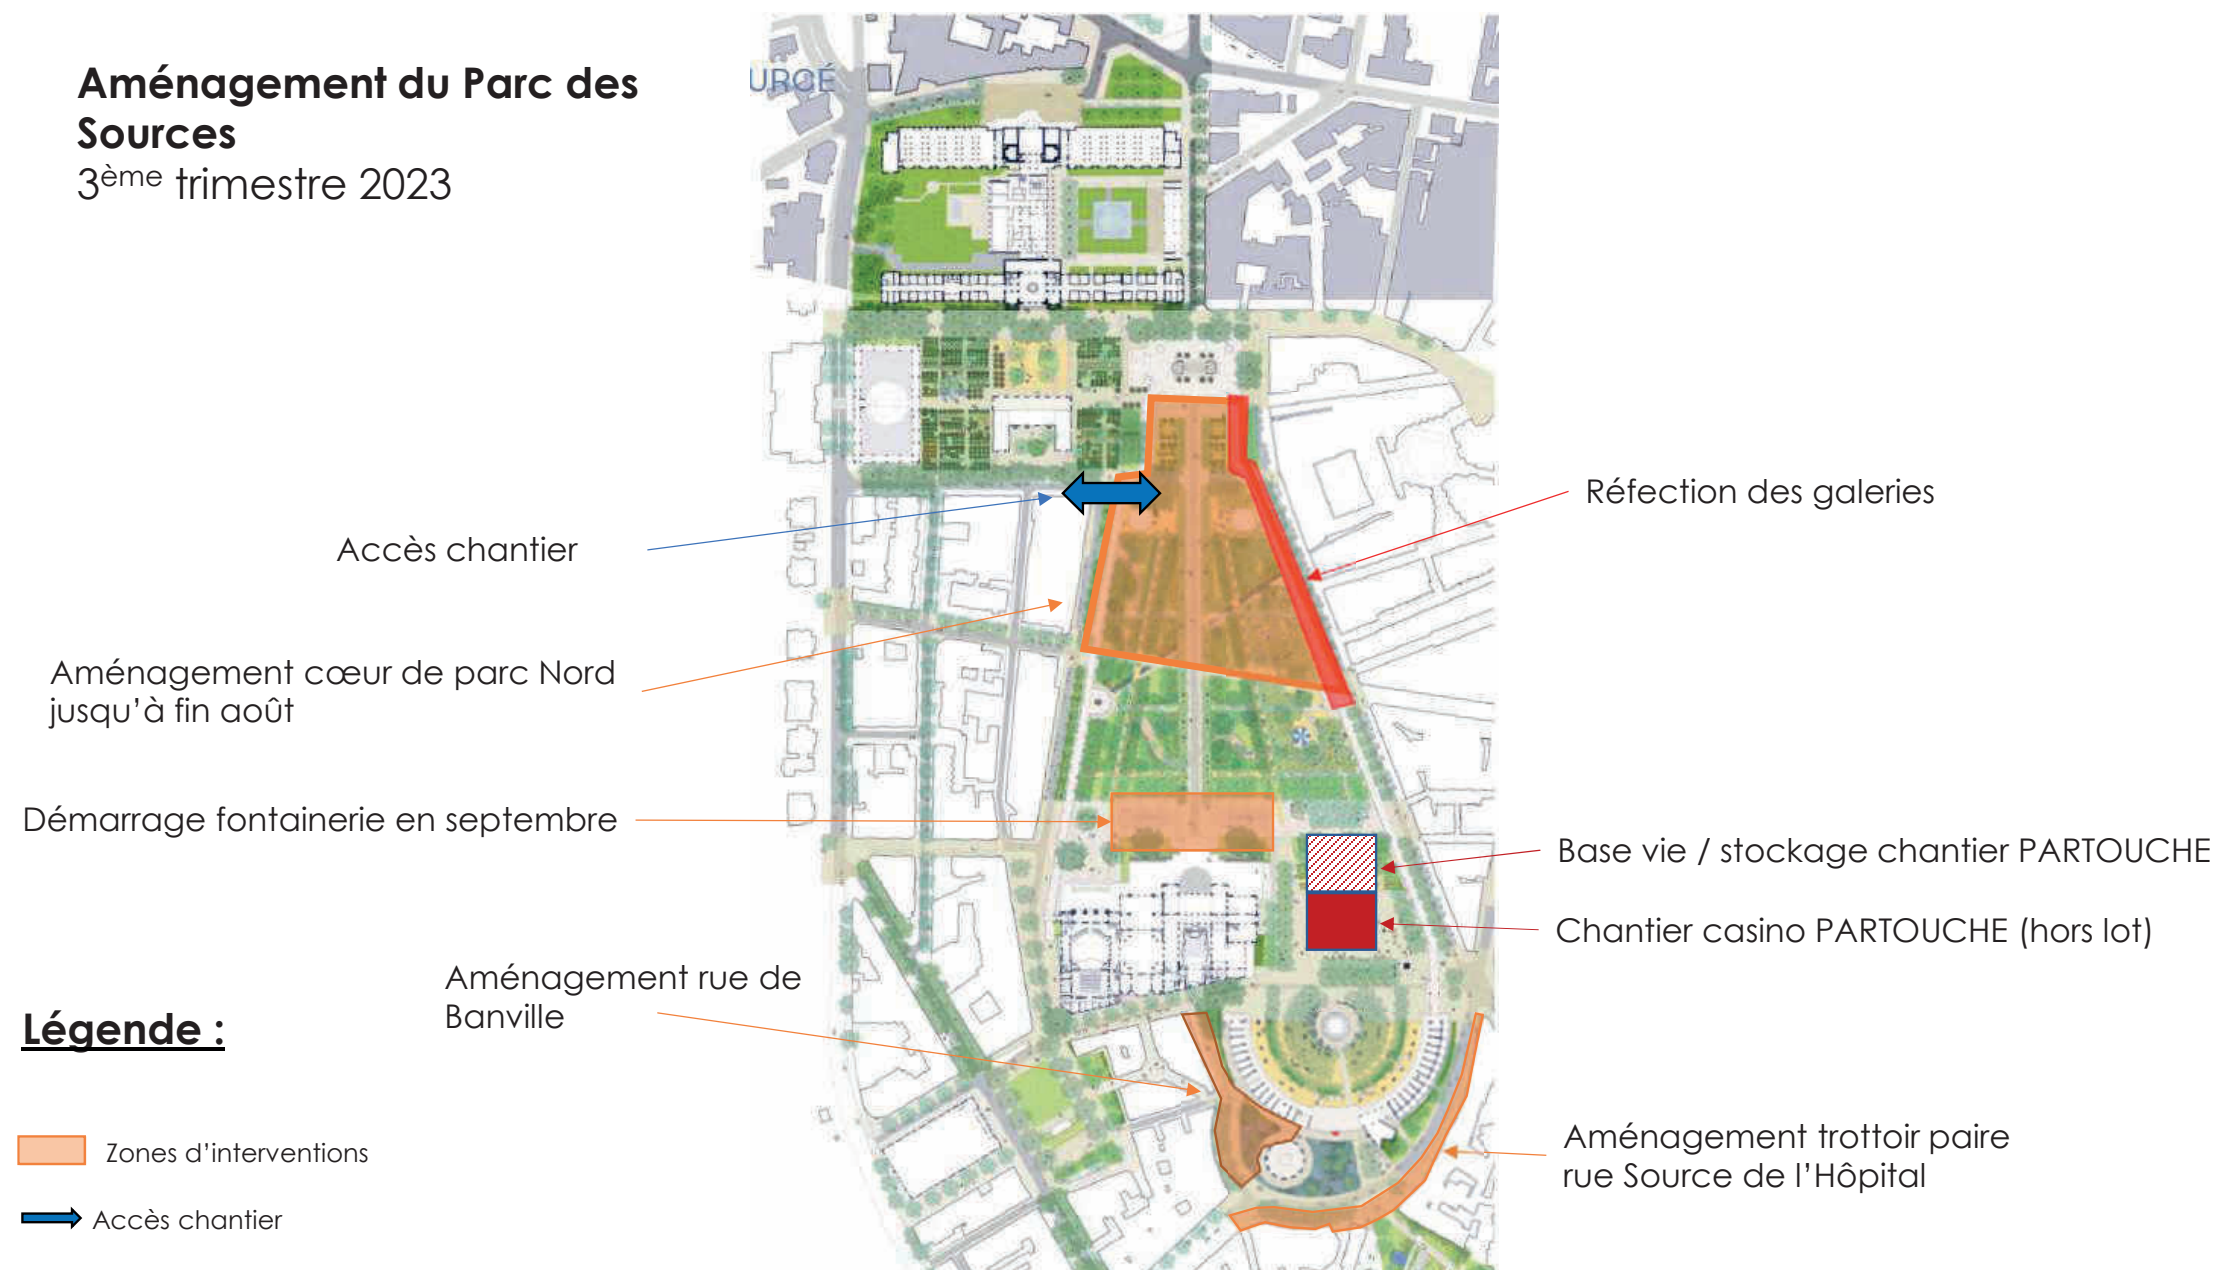 Aménagement du Parc des
Sources
3ème trimestre 2023
URGÉ
Réfection des galeries
Accès chantier
Aménagement cœur de parc Nord
jusqu’à fin août
Démarrage fontainerie en septembre
Base vie / stockage chantier PARTOUCHE
Chantier casino PARTOUCHE (hors lot)
Aménagement rue de
Banville
Légende :
Aménagement trottoir paire
rue Source de l’Hôpital
Zones d’interventions
Accès chantier